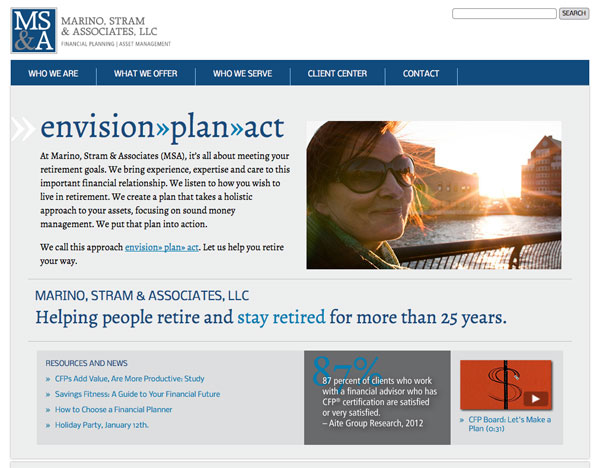 MS
&A
MARINO, STRAM
& ASSOCIATES, LLC
FINANCIAL PLANNING | ASSET MANAGEMENT
SEARCH
WHO WE ARE
WHAT WE OFFER
WHO WE SERVE
CLIENT CENTER
CONTACT
» envision»plan»act
At Marino, Stram & Associates (MSA), it's all about meeting your
retirement goals. We bring experience, expertise and care to this
important financial relationship. We listen to how you wish to
live in retirement. We create a plan that takes a holistic
approach to your assets, focusing on sound money
management. We put that plan into action.
We call this approach envision» plan» act. Let us help you retire
your way.
MARINO, STRAM & ASSOCIATES, LLC
Helping people retire and stay retired for more than 25 years.
RESOURCES AND NEWS
» CFPs Add Value, Are More Productive: Study
» Savings Fitness: A Guide to Your Financial Future
» How to Choose a Financial Planner
» Holiday Party, January 12th.
87%
87 percent of clients who work
with a financial advisor who has
CFP® certification are satisfied
or very satisfied.
– Aite Group Research, 2012
$
» CFP Board: Let's Make a
Plan (0:31)